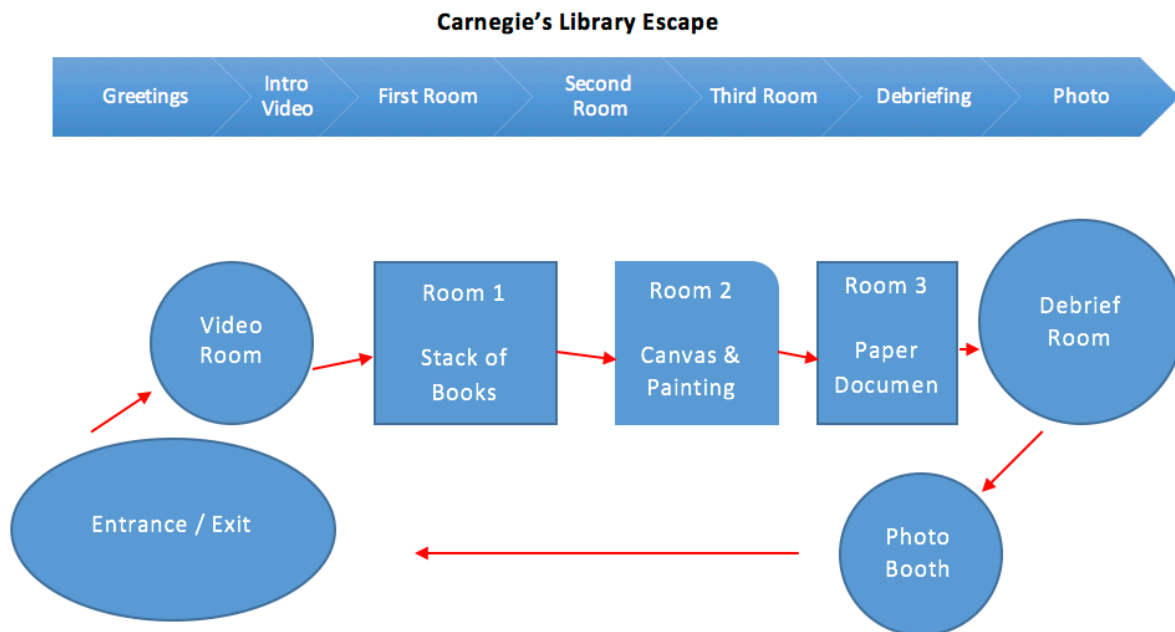 Carnegie’s Library Escape
Greetings
Intro
Video
First Room
Second
Room
Third Room
Debriefing
Photo
Video
Room
Room 1
Stack of
Books
Room 2
Canvas &
Painting
Room 3
Paper
Documen
Debrief
Room
Entrance / Exit
Photo
Booth